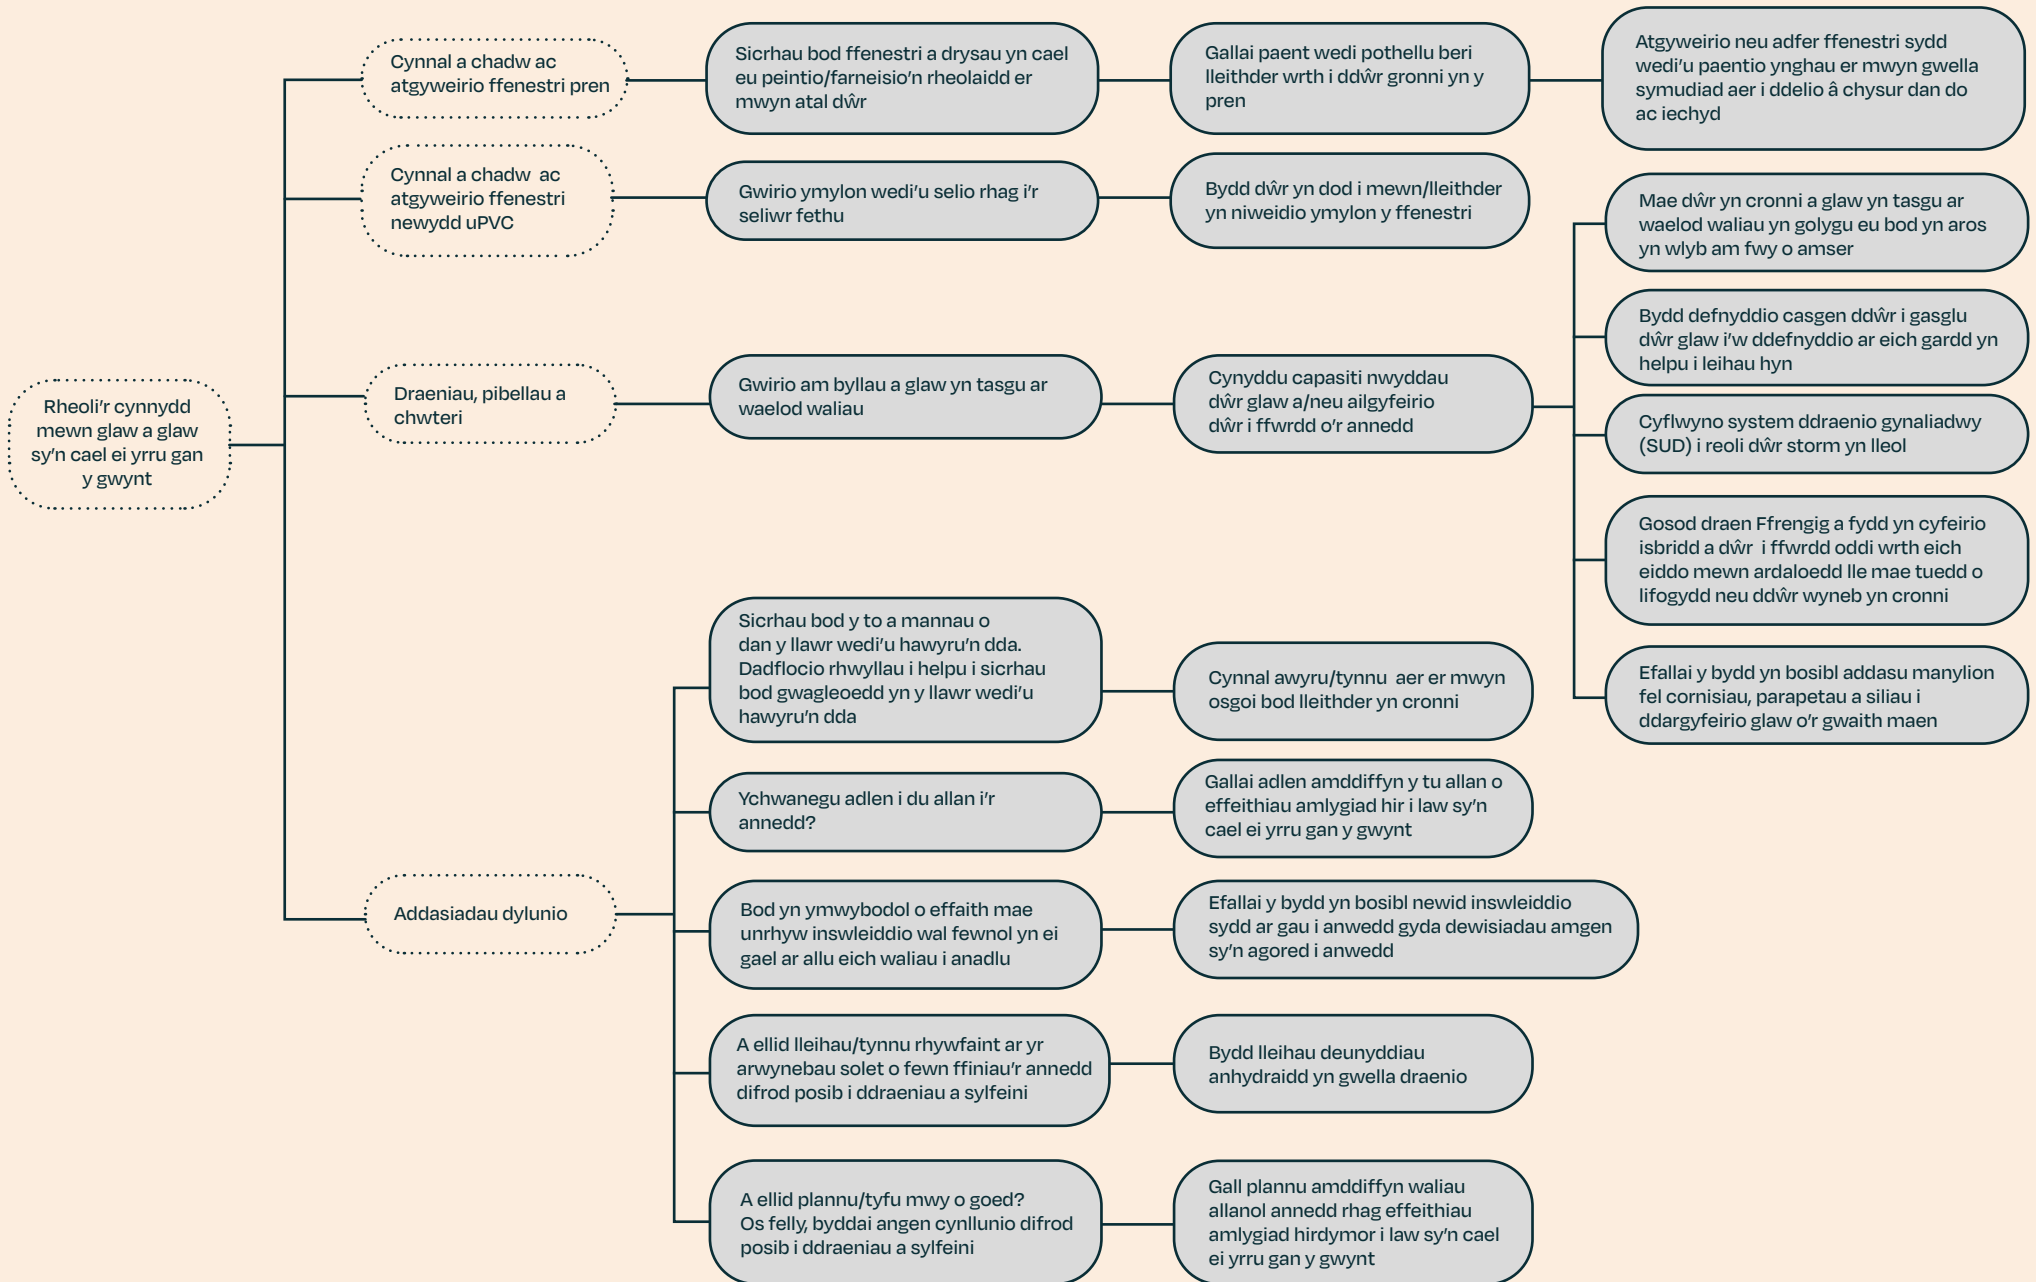 Rheoli'r cynnydd
mewn glaw a glaw
sy'n cael ei yrru gan
y gwynt
Cynnal a chadw ac
atgyweirio ffenestri pren
Sicrhau bod ffenestri a drysau yn cael
eu peintio/farneisio'n rheolaidd er
mwyn atal dŵr
Gallai paent wedi pothellu beri
lleithder wrth i ddŵr gronni yn y
pren
Atgyweirio neu adfer ffenestri sydd
wedi'u paentio ynghau er mwyn gwella
symudiad aer i ddelio â chysur dan do
ac iechyd
Cynnal a chadw ac
atgyweirio ffenestri
newydd uPVC
Gwirio ymylon wedi'u selio rhag i'r
seliwr fethu
Bydd dŵr yn dod i mewn/lleithder
yn niweidio ymylon y ffenestri
Draeniau, pibellau a
chwteri
Gwirio am byllau a glaw yn tasgu ar
waelod waliau
Cynyddu capasiti nwyddau
dŵr glaw a/neu ailgyfeirio
dŵr i ffwrdd o'r annedd
Mae dŵr yn cronni a glaw yn tasgu ar
waelod waliau yn golygu eu bod yn aros
yn wlyb am fwy o amser
Bydd defnyddio casgen ddŵr i gasglu
dŵr glaw i'w ddefnyddio ar eich gardd yn
helpu i leihau hyn
Cyflwyno system ddraenio gynaliadwy
(SUD) i reoli dŵr storm yn lleol
Gosod draen Ffrengig a fydd yn cyfeirio
isbridd a dŵr i ffwrdd oddi wrth eich
eiddo mewn ardaloedd lle mae tuedd o
lifogydd neu ddŵr wyneb yn cronni
Efallai y bydd yn bosibl addasu manylion
fel cornisiau, parapetau a siliau i
ddargyfeirio glaw o'r gwaith maen
Addasiadau dylunio
Sicrhau bod y to a mannau o
dan y llawr wedi'u hawyru'n dda.
Dadflocio rhwyllau i helpu i sicrhau
bod gwagleoedd yn y llawr wedi'u
hawyru'n dda
Cynnal awyru/tynnu aer er mwyn
osgoi bod lleithder yn cronni
Ychwanegu adlen i du allan i'r
annedd?
Gallai adlen amddiffyn y tu allan o
effeithiau amlygiad hir i law sy'n
cael ei yrru gan y gwynt
Bod yn ymwybodol o effaith mae
unrhyw inswleiddio wal fewnol yn ei
gael ar allu eich waliau i anadlu
Efallai y bydd yn bosibl newid inswleiddio
sydd ar gau i anwedd gyda dewisiadau amgen
sy'n agored i anwedd
A ellid lleihau/tynnu rhywfaint ar yr
arwynebau solet o fewn ffiniau'r annedd
difrod posib i ddraeniau a sylfeini
Bydd lleihau deunyddiau
anhydraidd yn gwella draenio
A ellid plannu/tyfu mwy o goed?
Os felly, byddai angen cynllunio difrod
posib i ddraeniau a sylfeini
Gall plannu amddiffyn waliau
allanol annedd rhag effeithiau
amlygiad hirdymor i law sy'n cael
ei yrru gan y gwynt